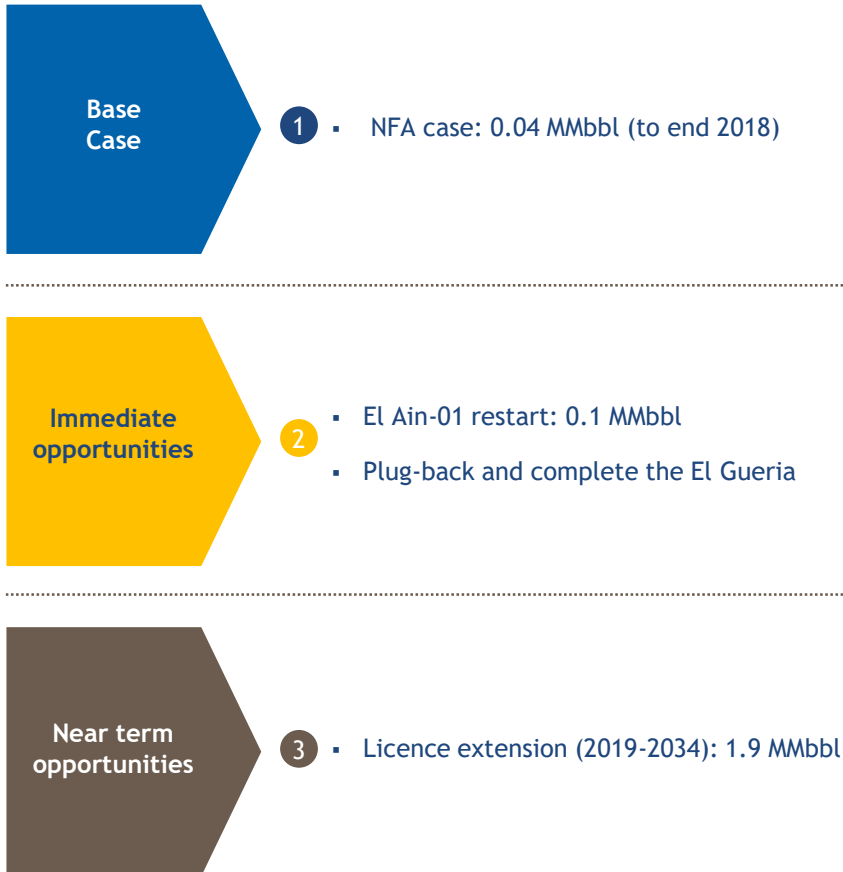 Base
Case
1 ▪ NFA case: 0.04 MMbbl (to end 2018)
Immediate
opportunities
2
▪ El Ain-01 restart: 0.1 MMbbl
▪ Plug-back and complete the El Gueria
Near term
opportunities
3 ▪ Licence extension (2019-2034): 1.9 MMbbl